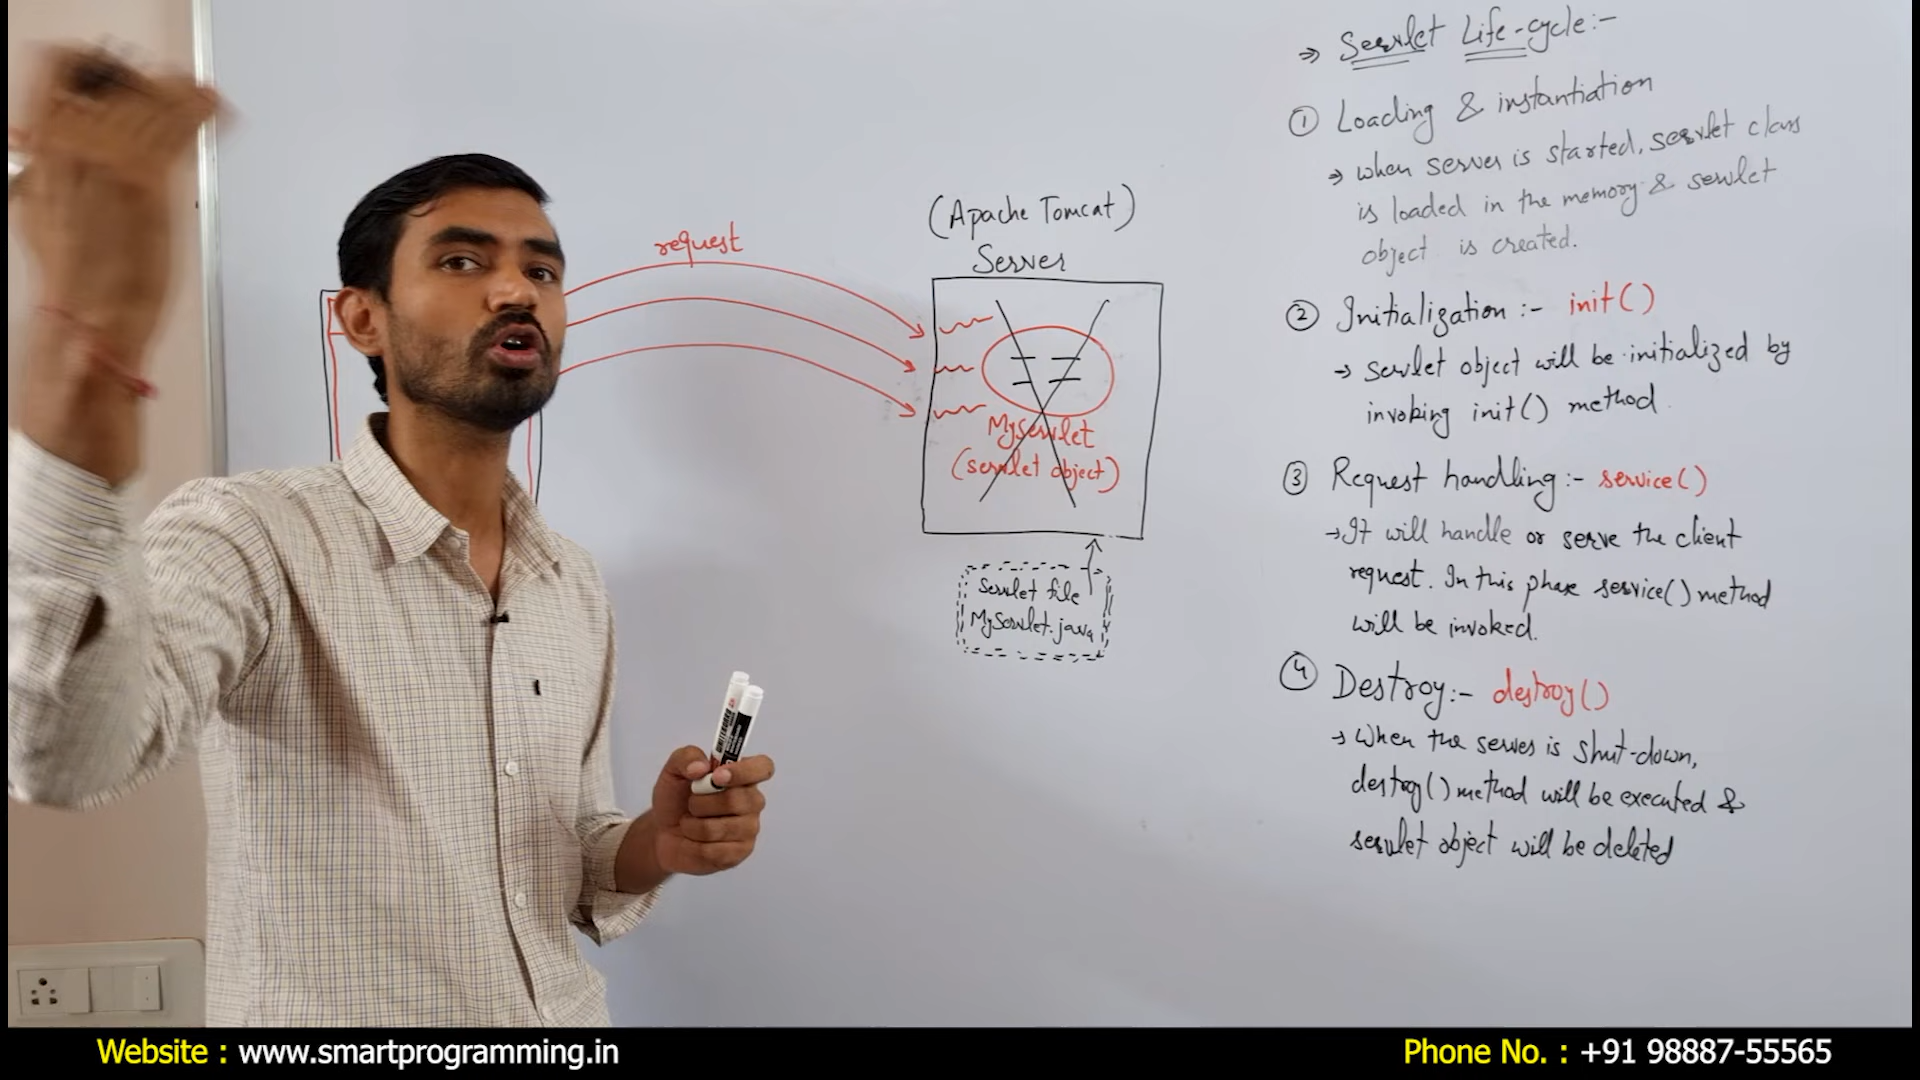 request
(Apache Tomcat)
Server
MyServlet
(servlet object)
Servlet file
MyServlet.java
⇒ Servlet Life-cycle:-
① Loading & instantiation
→ when server is started, servlet class
is loaded in the memory & servlet
object is created.
② Initialization :- init()
→ Servlet object will be initialized by
invoking init() method.
③ Request handling :- service()
→ It will handle or serve the client
request. In this phase service() method
will be invoked.
④ Destroy :- destroy()
→ When the server is shut-down,
destroy() method will be executed &
servlet object will be deleted
Website : www.smartprogramming.in
Phone No. : +91 98887-55565